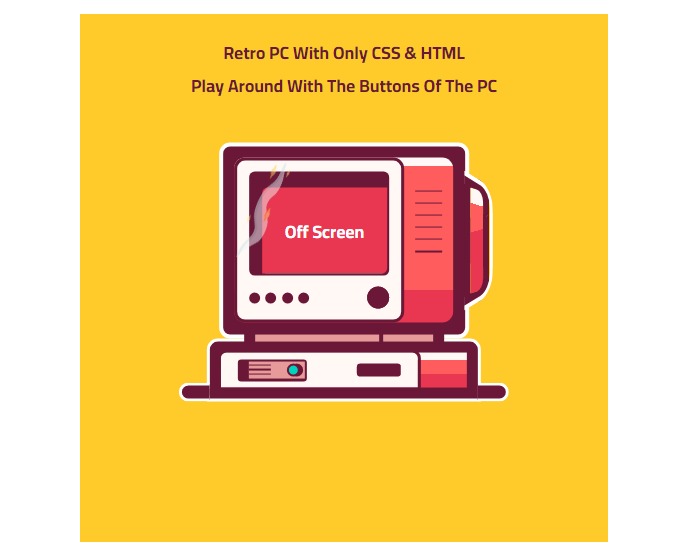 Retro PC With Only CSS & HTML
Play Around With The Buttons Of The PC
Off Screen